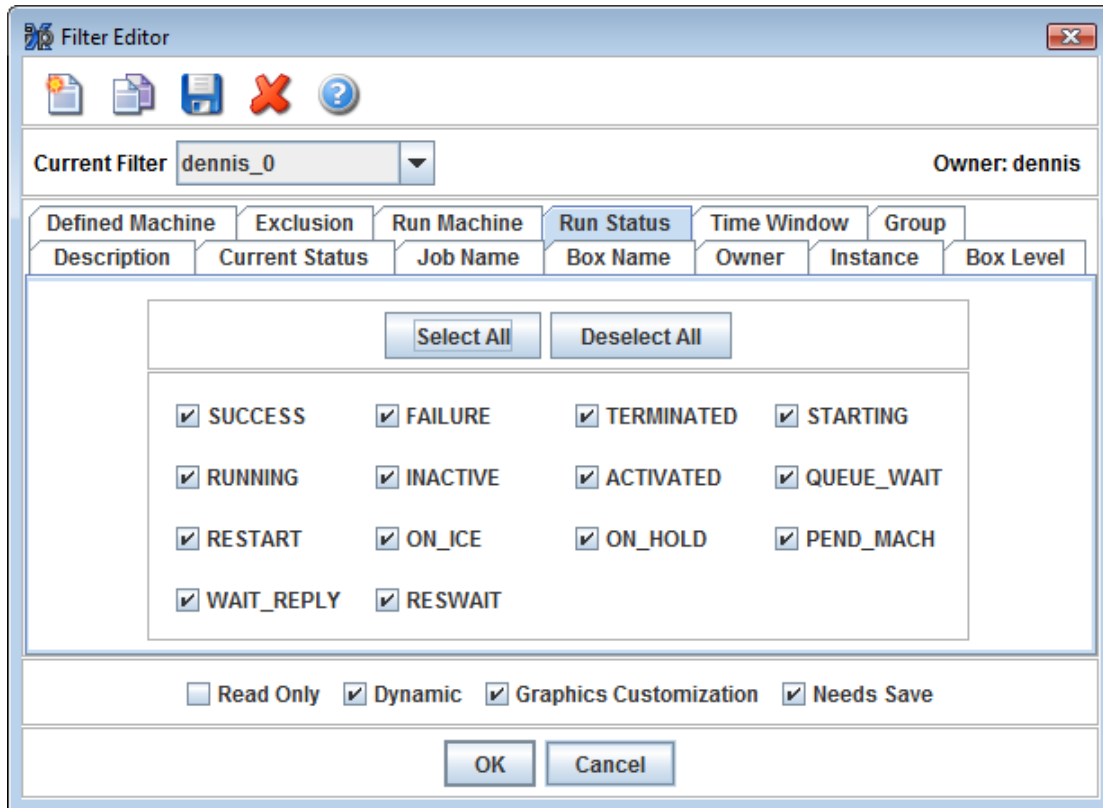 Filter Editor
Current Filter dennis_0 Owner: dennis
Defined Machine Exclusion Run Machine Run Status Time Window Group
Description Current Status Job Name Box Name Owner Instance Box Level
Select All Deselect All
SUCCESS FAILURE TERMINATED STARTING
RUNNING INACTIVE ACTIVATED QUEUE_WAIT
RESTART ON_ICE ON_HOLD PEND_MACH
WAIT_REPLY RESWAIT
Read Only Dynamic Graphics Customization Needs Save
OK Cancel